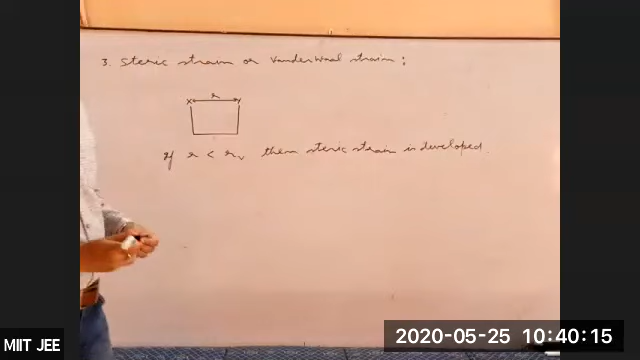 3. Steric strain or Vanderwaal strain :
r
X Y
If r < rv then steric strain is developed.
MIIT JEE
2020-05-25 10:40:15